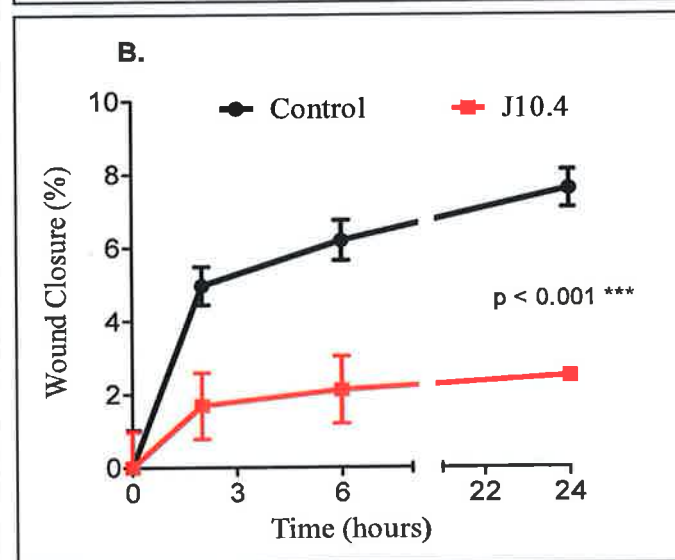 B.
Control J10.4
10
8
6
4
2
0
Wound Closure (%)
p < 0.001 ***
0 3 6 22 24
Time (hours)